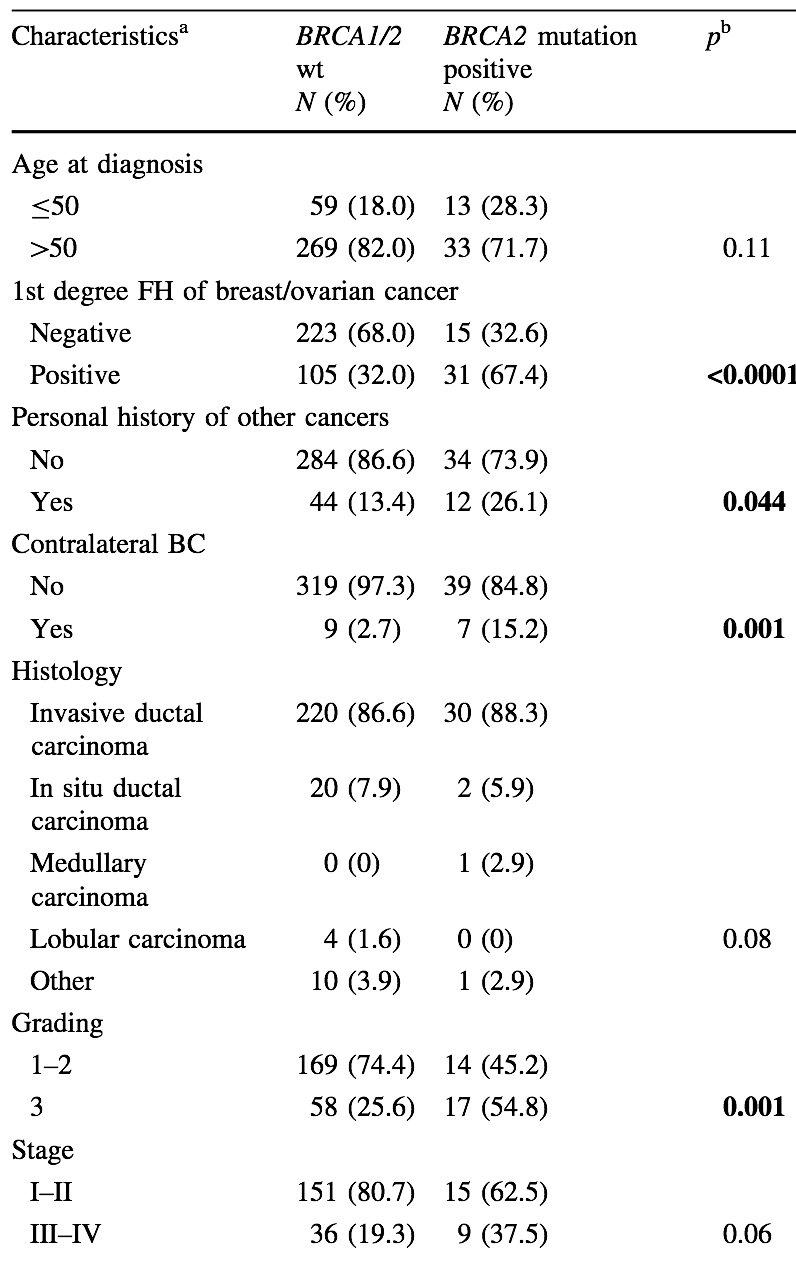 Characteristicsa BRCA1/2 BRCA2 mutation pb
wt positive
N (%) N (%)
Age at diagnosis
≤50 59 (18.0) 13 (28.3)
>50 269 (82.0) 33 (71.7) 0.11
1st degree FH of breast/ovarian cancer
Negative 223 (68.0) 15 (32.6)
Positive 105 (32.0) 31 (67.4) <0.0001
Personal history of other cancers
No 284 (86.6) 34 (73.9)
Yes 44 (13.4) 12 (26.1) 0.044
Contralateral BC
No 319 (97.3) 39 (84.8)
Yes 9 (2.7) 7 (15.2) 0.001
Histology
Invasive ductal 220 (86.6) 30 (88.3)
carcinoma
In situ ductal 20 (7.9) 2 (5.9)
carcinoma
Medullary 0 (0) 1 (2.9)
carcinoma
Lobular carcinoma 4 (1.6) 0 (0) 0.08
Other 10 (3.9) 1 (2.9)
Grading
1–2 169 (74.4) 14 (45.2)
3 58 (25.6) 17 (54.8) 0.001
Stage
I–II 151 (80.7) 15 (62.5)
III–IV 36 (19.3) 9 (37.5) 0.06